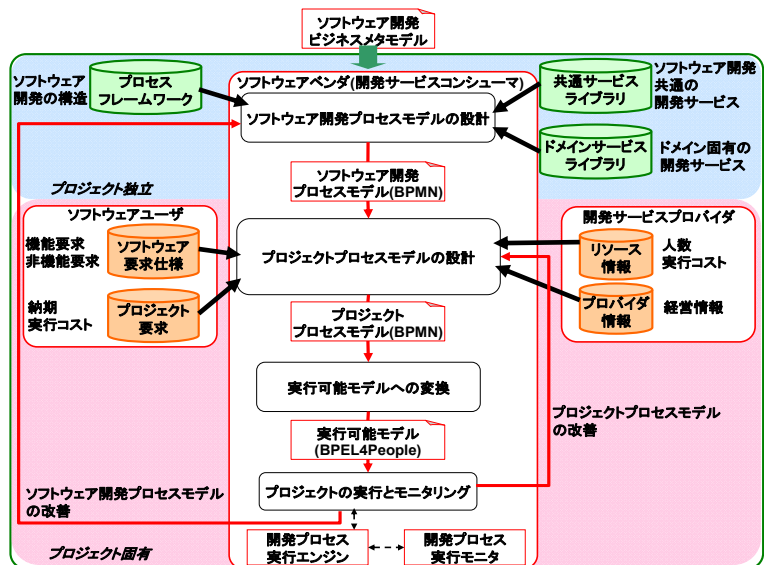 ソフトウェア開発
ビジネスメタモデル
ソフトウェア
開発の構造
プロセス
フレームワーク
ソフトウェアベンダ(開発サービスコンシューマ)
ソフトウェア開発プロセスモデルの設計
共通サービス
ライブラリ
ソフトウェア開発
共通の
開発サービス
ドメインサービス
ライブラリ
ドメイン固有の
開発サービス
ソフトウェア開発
プロセスモデル(BPMN)
プロジェクト独立
ソフトウェアユーザ
機能要求
非機能要求
ソフトウェア
要求仕様
納期
実行コスト
プロジェクト
要求
プロジェクトプロセスモデルの設計
開発サービスプロバイダ
リソース
情報
人数
実行コスト
プロバイダ
情報
経営情報
プロジェクト
プロセスモデル(BPMN)
実行可能モデルへの変換
実行可能モデル
(BPEL4People)
プロジェクトプロセスモデル
の改善
プロジェクトの実行とモニタリング
ソフトウェア開発プロセスモデル
の改善
開発プロセス
実行エンジン
開発プロセス
実行モニタ
プロジェクト固有